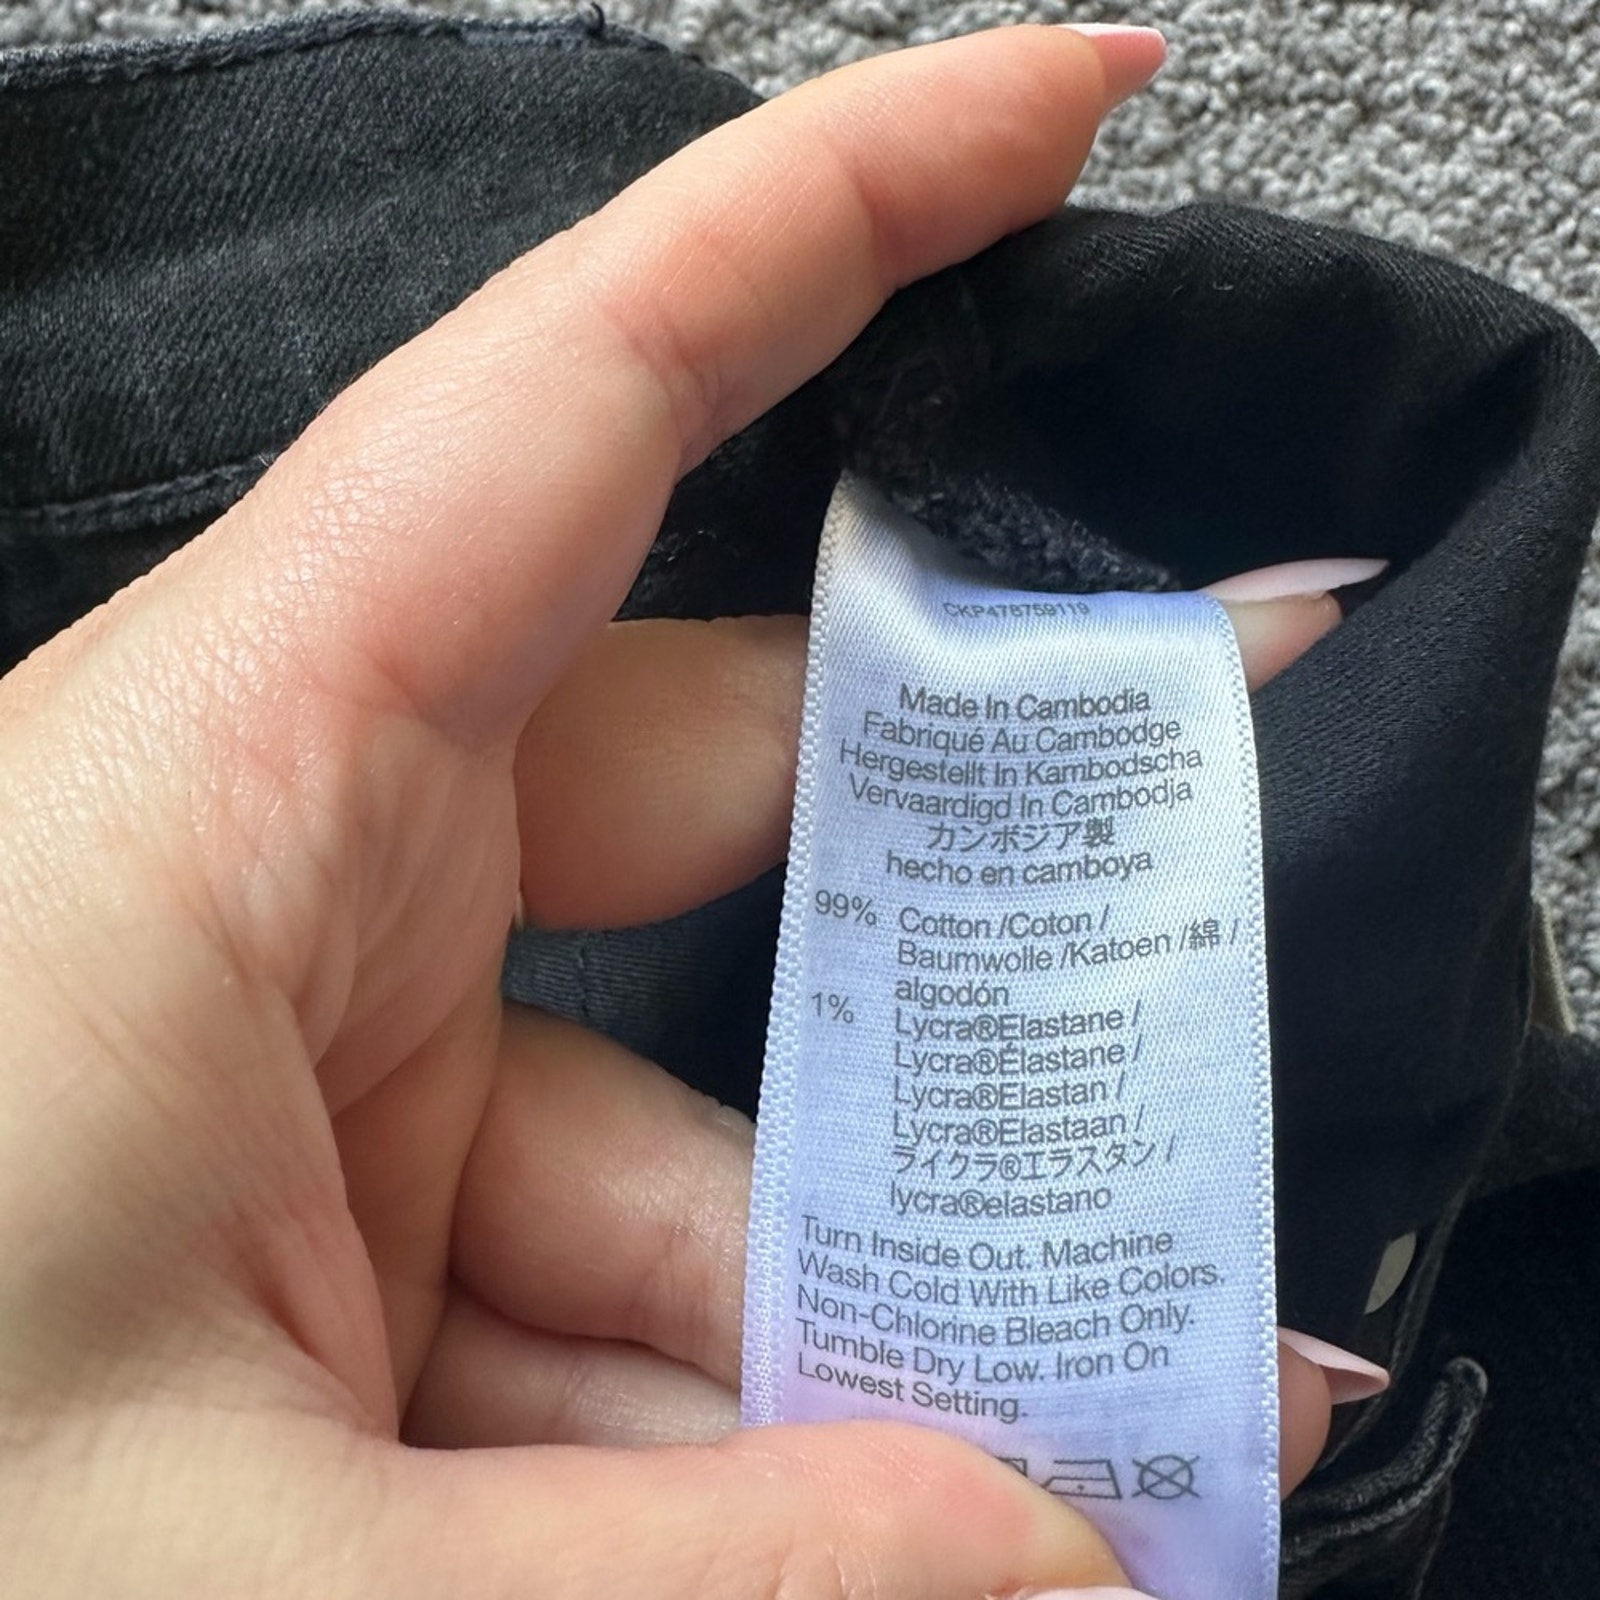 CKP478759119
Made In Cambodia
Fabriqué Au Cambodge
Hergestellt In Kambodscha
Vervaardigd In Cambodja
カンボジア製
hecho en camboya
99% Cotton /Coton /
Baumwolle /Katoen /綿 /
algodón
1% Lycra®Elastane /
Lycra®Élastane /
Lycra®Elastan /
Lycra®Elastaan /
ライクラ®エラスタン /
lycra®elastano
Turn Inside Out. Machine
Wash Cold With Like Colors.
Non-Chlorine Bleach Only.
Tumble Dry Low. Iron On
Lowest Setting.